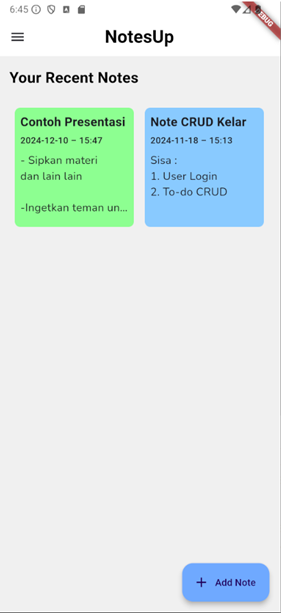 6:45
DEBUG
NotesUp
Your Recent Notes
Contoh Presentasi
2024-12-10 – 15:47
- Sipkan materi
dan lain lain
-Ingetkan teman un...
Note CRUD Kelar
2024-11-18 – 15:13
Sisa :
1. User Login
2. To-do CRUD
+ Add Note